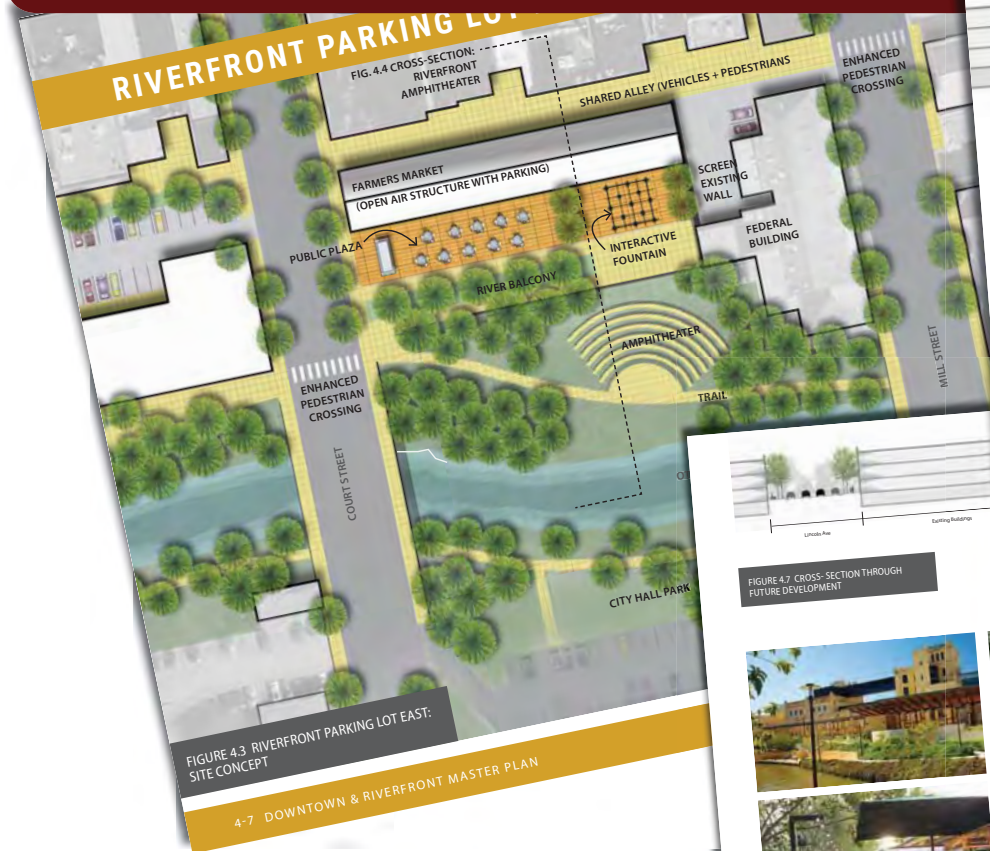 RIVERFRONT PARKING
FIG. 4.4 CROSS-SECTION:
RIVERFRONT
AMPHITHEATER
SHARED ALLEY (VEHICLES + PEDESTRIANS
ENHANCED
PEDESTRIAN
CROSSING
FARMERS MARKET
(OPEN AIR STRUCTURE WITH PARKING)
SCREEN
EXISTING
WALL
FEDERAL
BUILDING
PUBLIC PLAZA
INTERACTIVE
FOUNTAIN
RIVER BALCONY
AMPHITHEATER
MILL STREET
ENHANCED
PEDESTRIAN
CROSSING
TRAIL
COURT STREET
CITY HALL PARK
Lincoln Ave
Existing Buildings
FIGURE 4.7 CROSS- SECTION THROUGH
FUTURE DEVELOPMENT
FIGURE 4.3 RIVERFRONT PARKING LOT EAST:
SITE CONCEPT
4-7 DOWNTOWN & RIVERFRONT MASTER PLAN